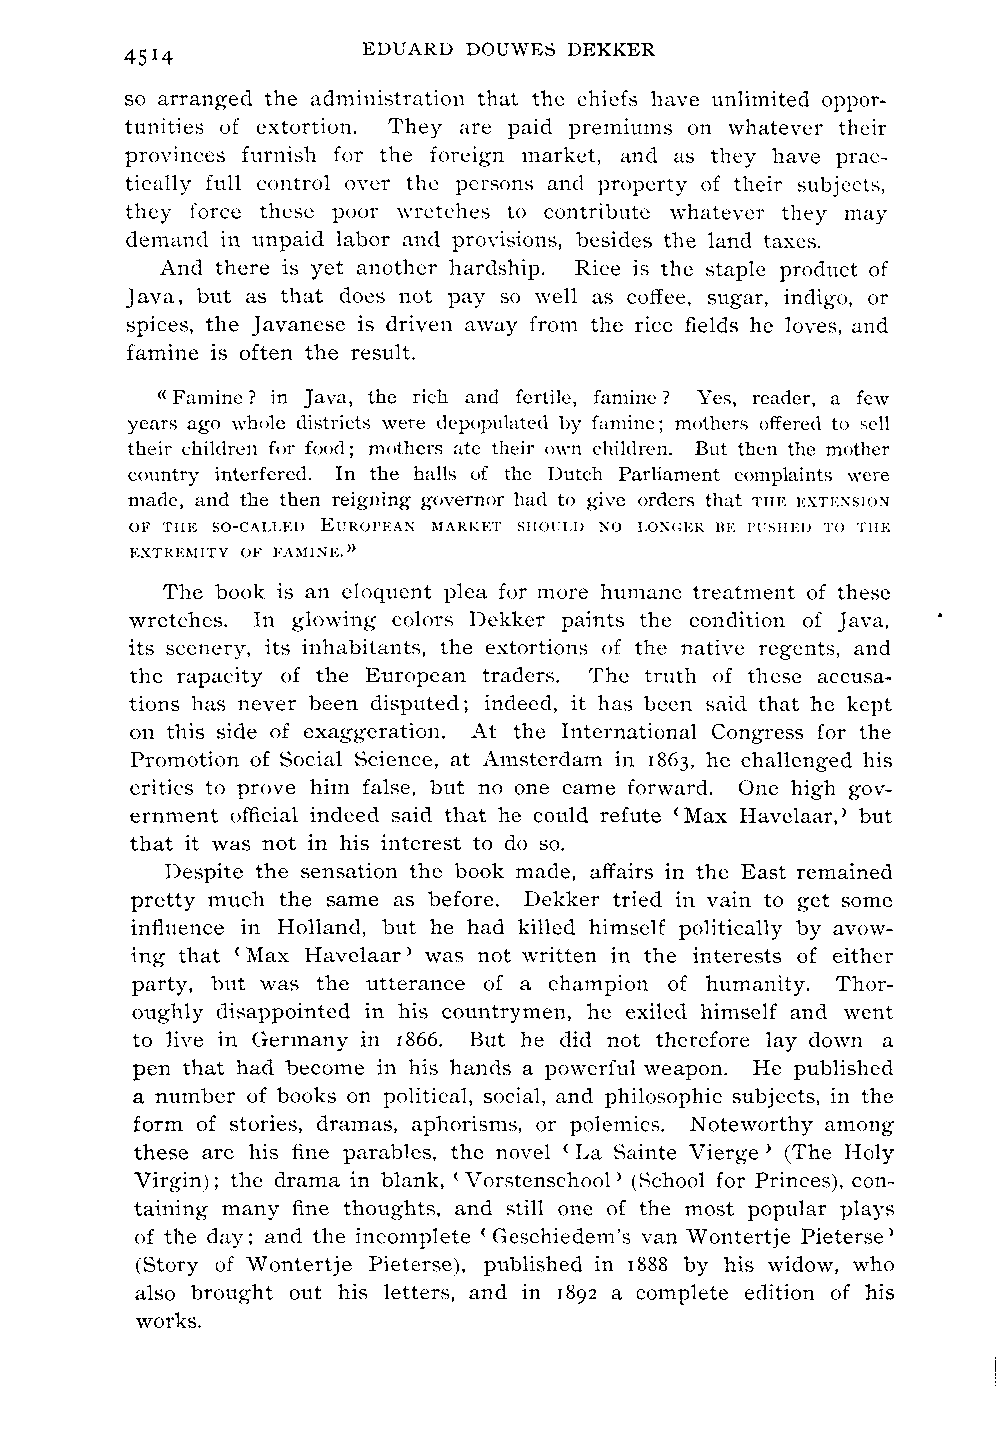 4514
EDUARD DOUWES DEKKER
so arranged the administration that the chiefs have unlimited oppor-
tunities of extortion. They are paid premiums on whatever their
provinces furnish for the foreign market, and as they have prac-
tically full control over the persons and property of their subjects,
they force these poor wretches to contribute whatever they may
demand in unpaid labor and provisions, besides the land taxes.
And there is yet another hardship. Rice is the staple product of
Java, but as that does not pay so well as coffee, sugar, indigo, or
spices, the Javanese is driven away from the rice fields he loves, and
famine is often the result.
«Famine? in Java, the rich and fertile, famine? Yes, reader, a few
years ago whole districts were depopulated by famine; mothers offered to sell
their children for food; mothers ate their own children. But then the mother
country interfered. In the halls of the Dutch Parliament complaints were
made, and the then reigning governor had to give orders that THE EXTENSION
OF THE SO-CALLED EUROPEAN MARKET SHOULD NO LONGER BE PUSHED TO THE
EXTREMITY OF FAMINE.»
The book is an eloquent plea for more humane treatment of these
wretches. In glowing colors Dekker paints the condition of Java,
its scenery, its inhabitants, the extortions of the native regents, and
the rapacity of the European traders. The truth of these accusa-
tions has never been disputed; indeed, it has been said that he kept
on this side of exaggeration. At the International Congress for the
Promotion of Social Science, at Amsterdam in 1863, he challenged his
critics to prove him false, but no one came forward. One high gov-
ernment official indeed said that he could refute ‹Max Havelaar,› but
that it was not in his interest to do so.
Despite the sensation the book made, affairs in the East remained
pretty much the same as before. Dekker tried in vain to get some
influence in Holland, but he had killed himself politically by avow-
ing that ‹Max Havelaar› was not written in the interests of either
party, but was the utterance of a champion of humanity. Thor-
oughly disappointed in his countrymen, he exiled himself and went
to live in Germany in 1866. But he did not therefore lay down a
pen that had become in his hands a powerful weapon. He published
a number of books on political, social, and philosophic subjects, in the
form of stories, dramas, aphorisms, or polemics. Noteworthy among
these are his fine parables, the novel ‹La Sainte Vierge› (The Holy
Virgin); the drama in blank, ‹Vorstenschool› (School for Princes), con-
taining many fine thoughts, and still one of the most popular plays
of the day; and the incomplete ‹Geschiedem's van Wontertje Pieterse›
(Story of Wontertje Pieterse), published in 1888 by his widow, who
also brought out his letters, and in 1892 a complete edition of his
works.